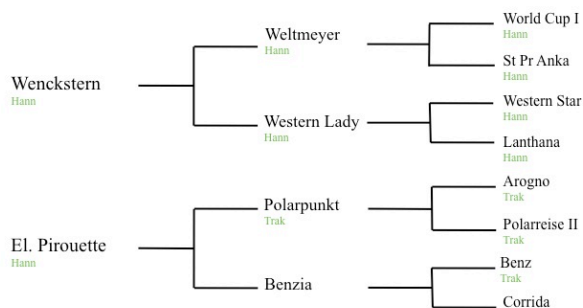 Wenckstern
Hann
Weltmeyer
Hann
World Cup I
Hann
St Pr Anka
Hann
Western Lady
Hann
Western Star
Hann
Lanthana
Hann
El. Pirouette
Hann
Polarpunkt
Trak
Arogno
Trak
Polarreise II
Trak
Benzia
Benz
Trak
Corrida